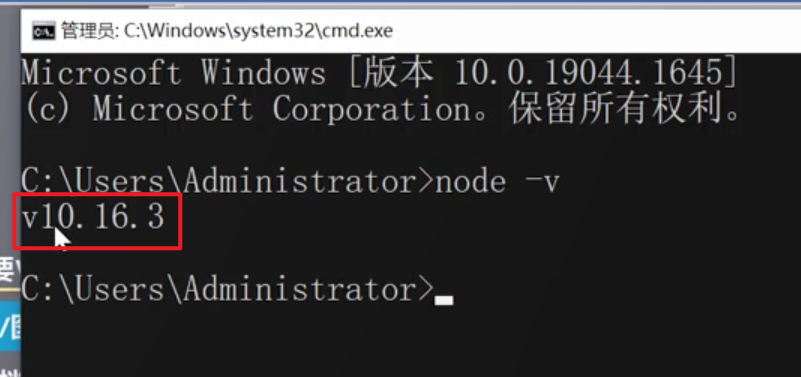 管理员: C:\Windows\system32\cmd.exe
Microsoft Windows [版本 10.0.19044.1645]
(c) Microsoft Corporation。保留所有权利。
C:\Users\Administrator>node -v
v10.16.3
C:\Users\Administrator>